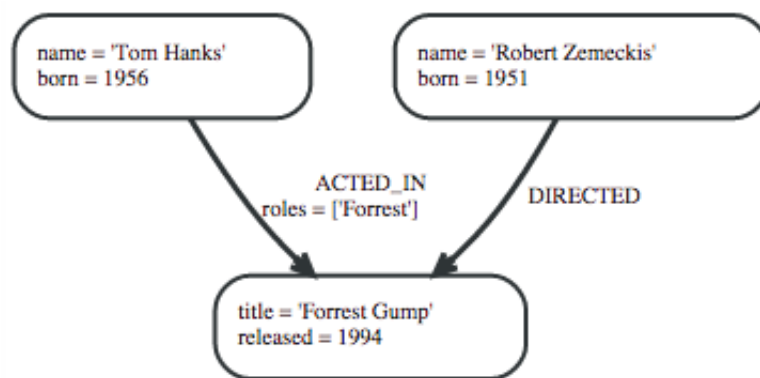 name = 'Tom Hanks'
born = 1956
name = 'Robert Zemeckis'
born = 1951
ACTED_IN
roles = ['Forrest']
DIRECTED
title = 'Forrest Gump'
released = 1994